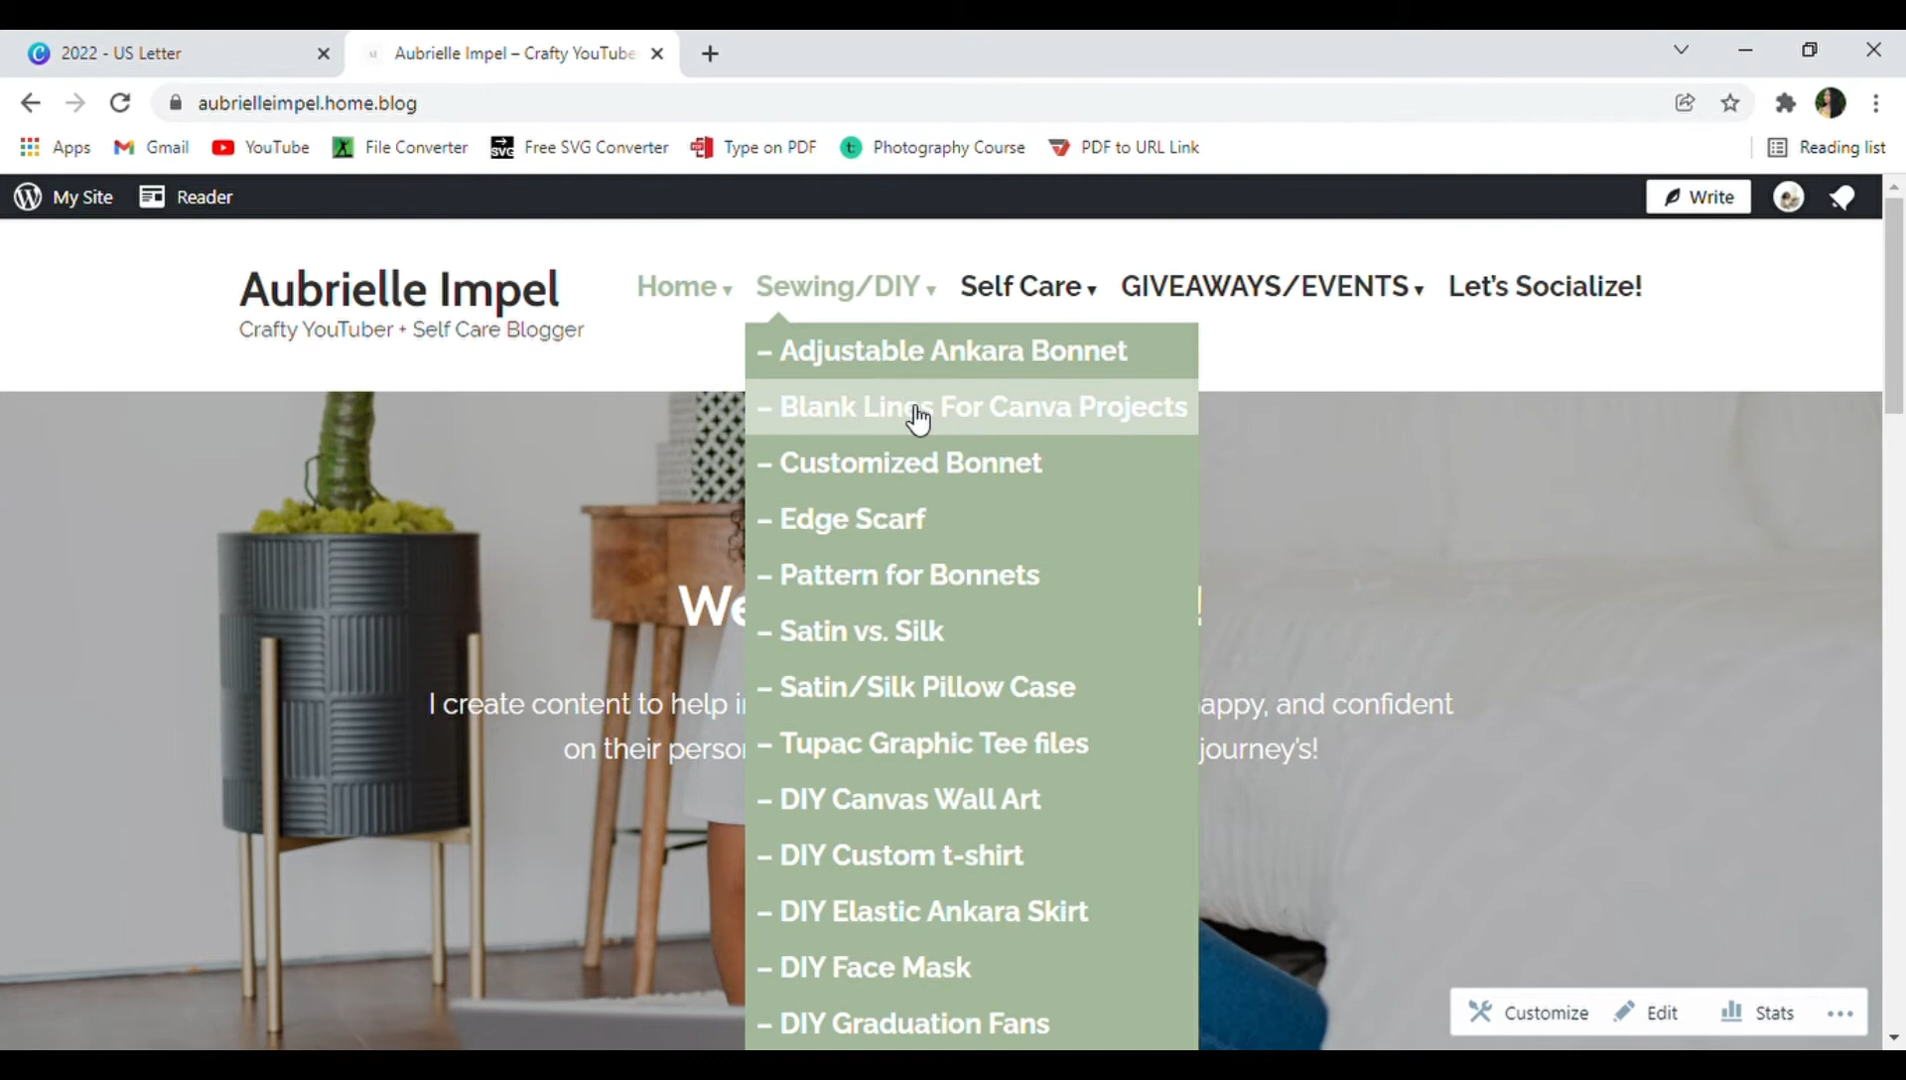 2022 - US Letter
Aubrielle Impel – Crafty YouTube
aubrielleimpel.home.blog
Apps
Gmail
YouTube
File Converter
SVG
Free SVG Converter
Type on PDF
t:
Photography Course
PDF to URL Link
Reading list
My Site
Reader
Write
Aubrielle Impel
Crafty YouTuber + Self Care Blogger
Home
Sewing/DIY
Self Care
GIVEAWAYS/EVENTS
Let's Socialize!
– Adjustable Ankara Bonnet
– Blank Lines For Canva Projects
– Customized Bonnet
– Edge Scarf
– Pattern for Bonnets
– Satin vs. Silk
– Satin/Silk Pillow Case
– Tupac Graphic Tee files
– DIY Canvas Wall Art
– DIY Custom t-shirt
– DIY Elastic Ankara Skirt
– DIY Face Mask
– DIY Graduation Fans
We !
I create content to help i appy, and confident
on their person journey's!
Customize
Edit
Stats